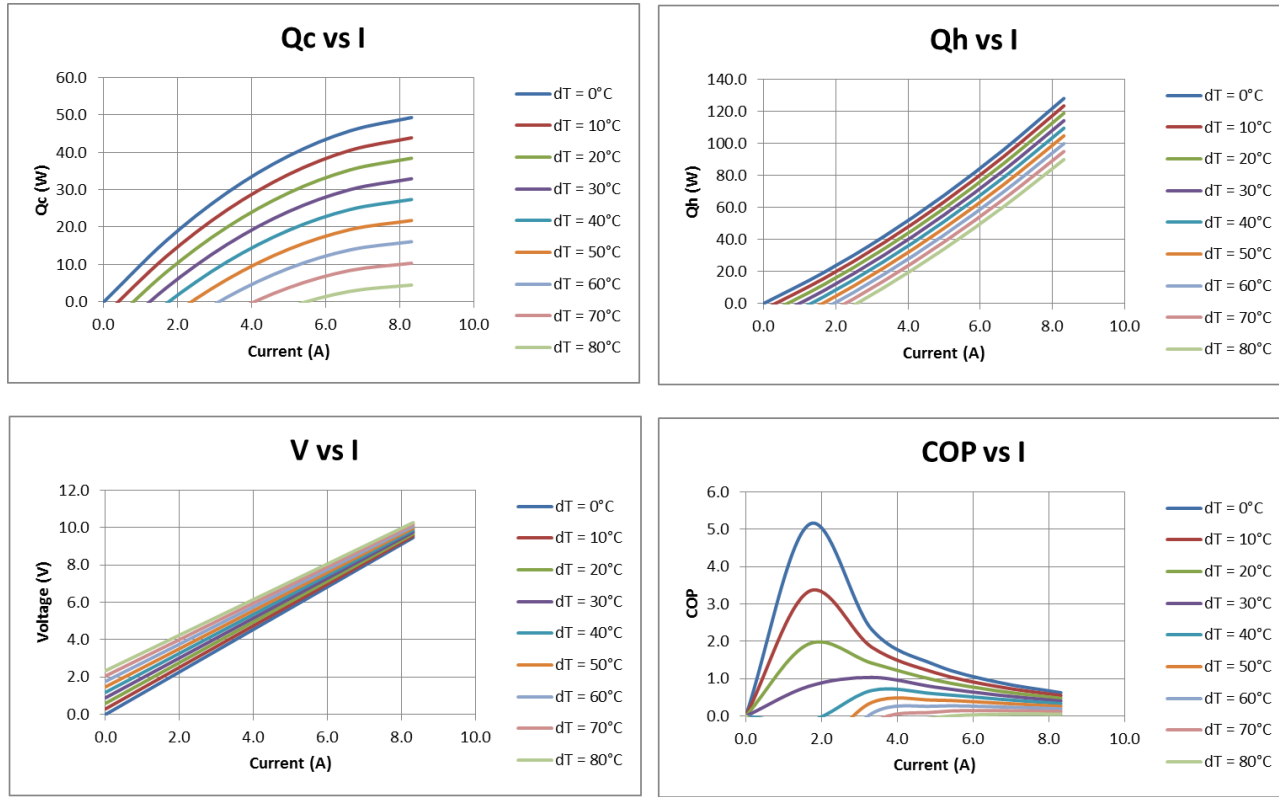 Qc vs I
60.0
50.0
40.0
30.0
20.0
10.0
0.0
Qc (W)
0.0 2.0 4.0 6.0 8.0 10.0
Current (A)
dT = 0°C
dT = 10°C
dT = 20°C
dT = 30°C
dT = 40°C
dT = 50°C
dT = 60°C
dT = 70°C
dT = 80°C
Qh vs I
140.0
120.0
100.0
80.0
60.0
40.0
20.0
0.0
Qh (W)
0.0 2.0 4.0 6.0 8.0 10.0
Current (A)
dT = 0°C
dT = 10°C
dT = 20°C
dT = 30°C
dT = 40°C
dT = 50°C
dT = 60°C
dT = 70°C
dT = 80°C
V vs I
12.0
10.0
8.0
6.0
4.0
2.0
0.0
Voltage (V)
0.0 2.0 4.0 6.0 8.0 10.0
Current (A)
dT = 0°C
dT = 10°C
dT = 20°C
dT = 30°C
dT = 40°C
dT = 50°C
dT = 60°C
dT = 70°C
dT = 80°C
COP vs I
6.0
5.0
4.0
3.0
2.0
1.0
0.0
COP
0.0 2.0 4.0 6.0 8.0 10.0
Current (A)
dT = 0°C
dT = 10°C
dT = 20°C
dT = 30°C
dT = 40°C
dT = 50°C
dT = 60°C
dT = 70°C
dT = 80°C